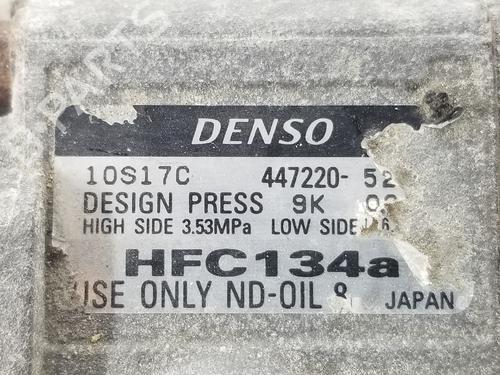 DENSO
10S17C 447220-52
DESIGN PRESS 9K
HIGH SIDE 3.53MPa LOW SIDE
HFC134a
USE ONLY ND-OIL 8 JAPAN
PARTS